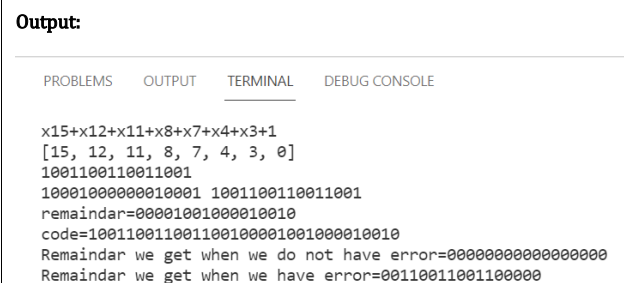 Output:
PROBLEMS OUTPUT TERMINAL DEBUG CONSOLE
x15+x12+x11+x8+x7+x4+x3+1
[15, 12, 11, 8, 7, 4, 3, 0]
1001100110011001
10001000000010001 1001100110011001
remaindar=00001001000010010
code=100110011001100100001001000010010
Remaindar we get when we do not have error=00000000000000000
Remaindar we get when we have error=00110011001100000